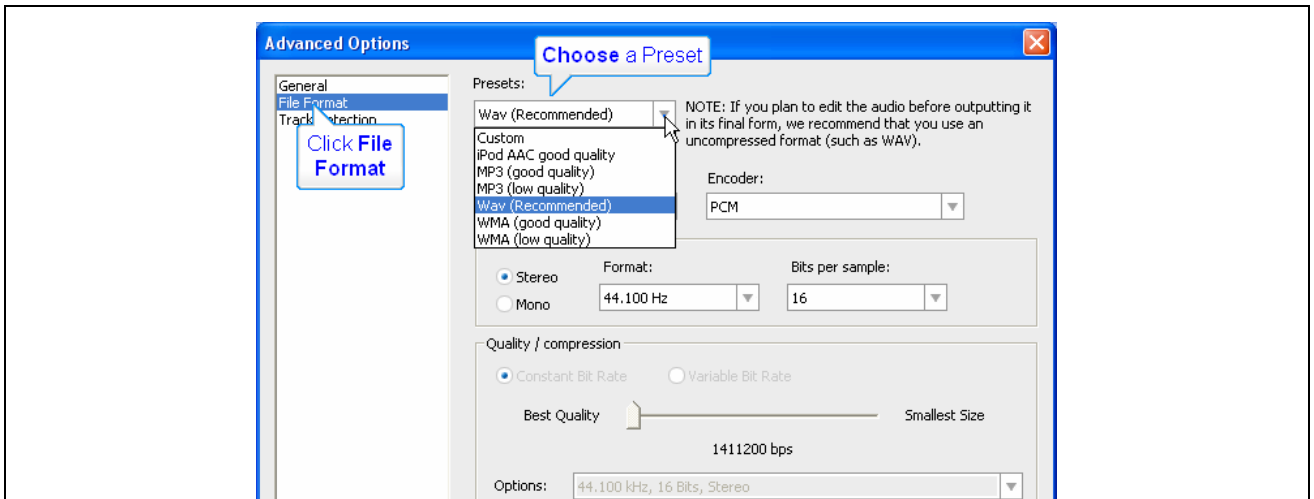 Advanced Options
Choose a Preset
General
File Format
Track Detection
Click File
Format
Presets:
Wav (Recommended)
NOTE: If you plan to edit the audio before outputting it
in its final form, we recommend that you use an
uncompressed format (such as WAV).
Custom
iPod AAC good quality
MP3 (good quality)
MP3 (low quality)
Wav (Recommended)
WMA (good quality)
WMA (low quality)
Encoder:
PCM
Stereo
Mono
Format:
44.100 Hz
Bits per sample:
16
Quality / compression
Constant Bit Rate
Variable Bit Rate
Best Quality
Smallest Size
1411200 bps
Options:
44.100 kHz, 16 Bits, Stereo